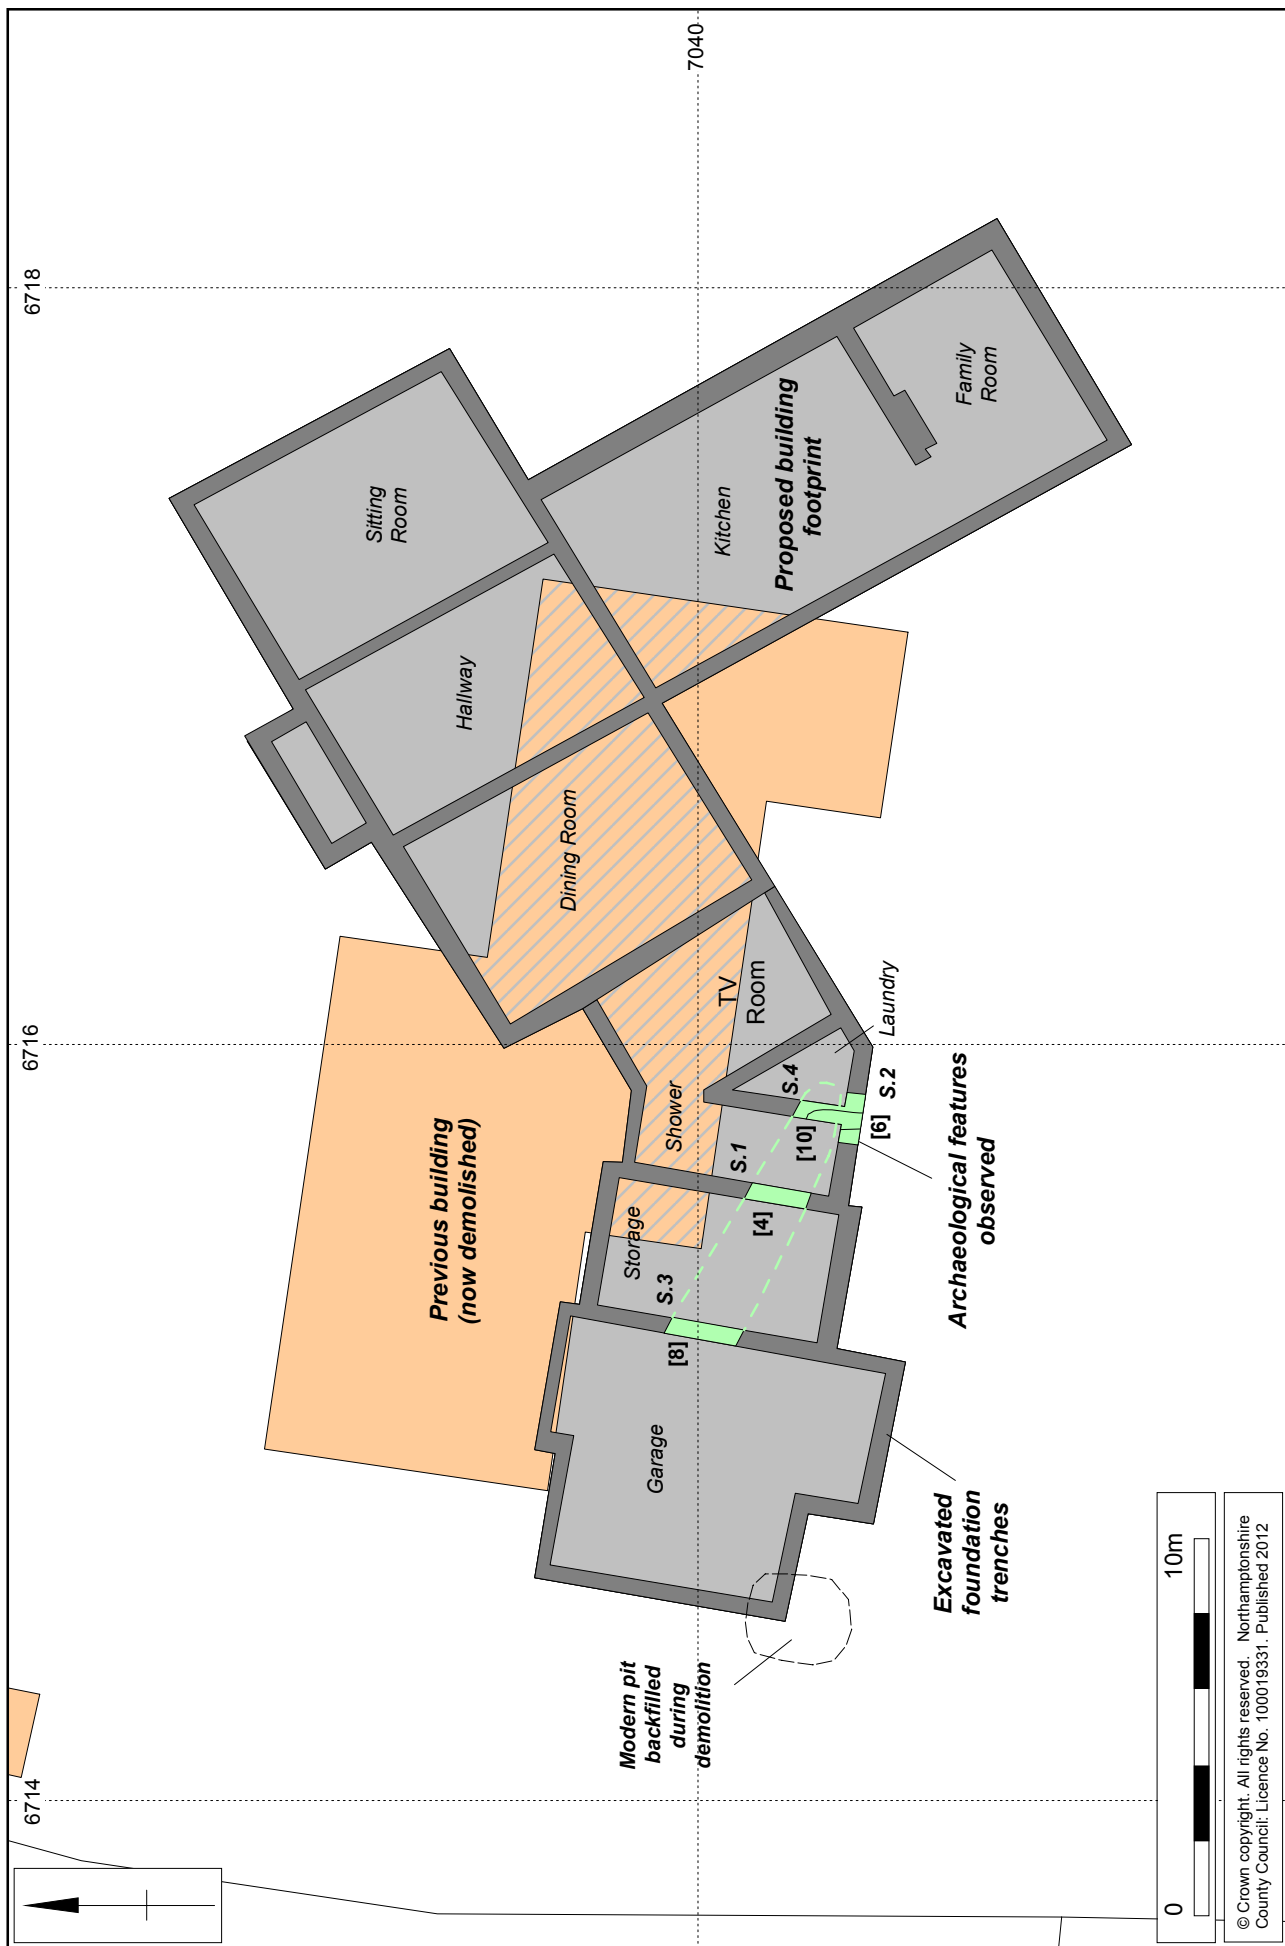 6714
6716
6718
7040
Sitting
Room
Hallway
Dining Room
Kitchen
Proposed building
footprint
Family
Room
Previous building
(now demolished)
Shower
TV
Room
Laundry
Storage
Garage
S.3
S.1
S.4
S.2
[8]
[4]
[10]
[6]
Archaeological features
observed
Excavated
foundation
trenches
Modern pit
backfilled
during
demolition
0
10m
© Crown copyright. All rights reserved. Northamptonshire
County Council: Licence No. 100019331. Published 2012